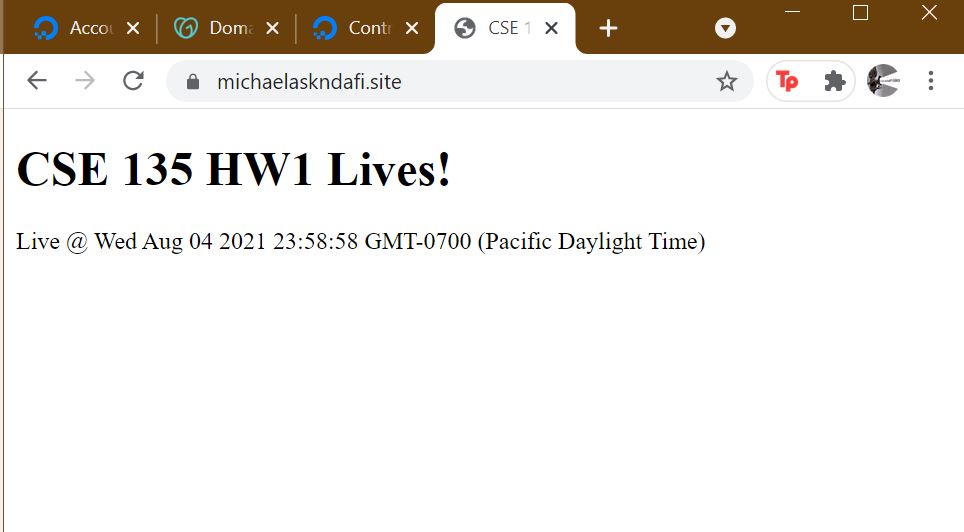 Accou
Doma
Contr
CSE 1
michaelaskndafi.site
Tp
CSE 135 HW1 Lives!
Live @ Wed Aug 04 2021 23:58:58 GMT-0700 (Pacific Daylight Time)